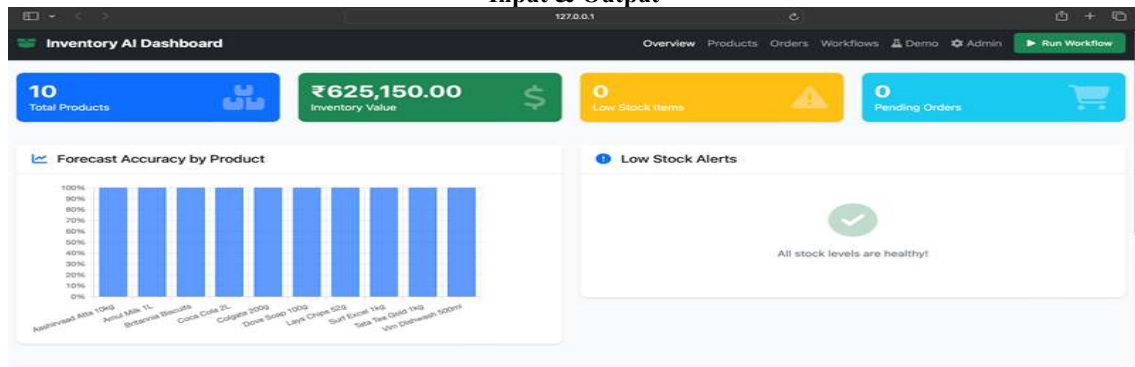 Input & Output
127.0.0.1
Inventory AI Dashboard
Overview Products Orders Workflows Demo Admin Run Workflow
10
Total Products
₹625,150.00
Inventory Value
0
Low Stock Items
0
Pending Orders
Forecast Accuracy by Product
100%
90%
80%
70%
60%
50%
40%
30%
20%
10%
0%
Aashirvaad Atta 10kg
Amul Milk 1L
Britannia Biscuits
Coca Cola 2L
Colgate 200g
Dove Soap 100g
Lays Chips 52g
Surf Excel 1kg
Tata Tea Gold 1kg
Vim Dishwash 500ml
Low Stock Alerts
All stock levels are healthy!